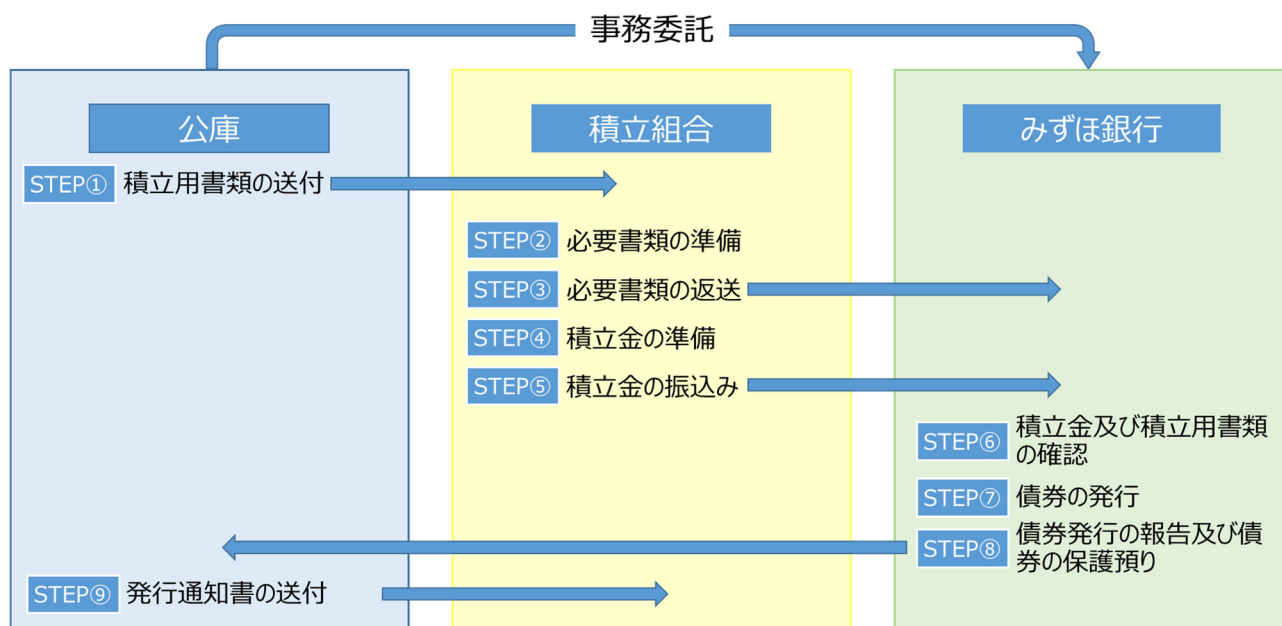 事務委託
公庫
積立組合
みずほ銀行
STEP① 積立用書類の送付
STEP② 必要書類の準備
STEP③ 必要書類の返送
STEP④ 積立金の準備
STEP⑤ 積立金の振込み
STEP⑥ 積立金及び積立用書類
の確認
STEP⑦ 債券の発行
STEP⑧ 債券発行の報告及び債
券の保護預り
STEP⑨ 発行通知書の送付